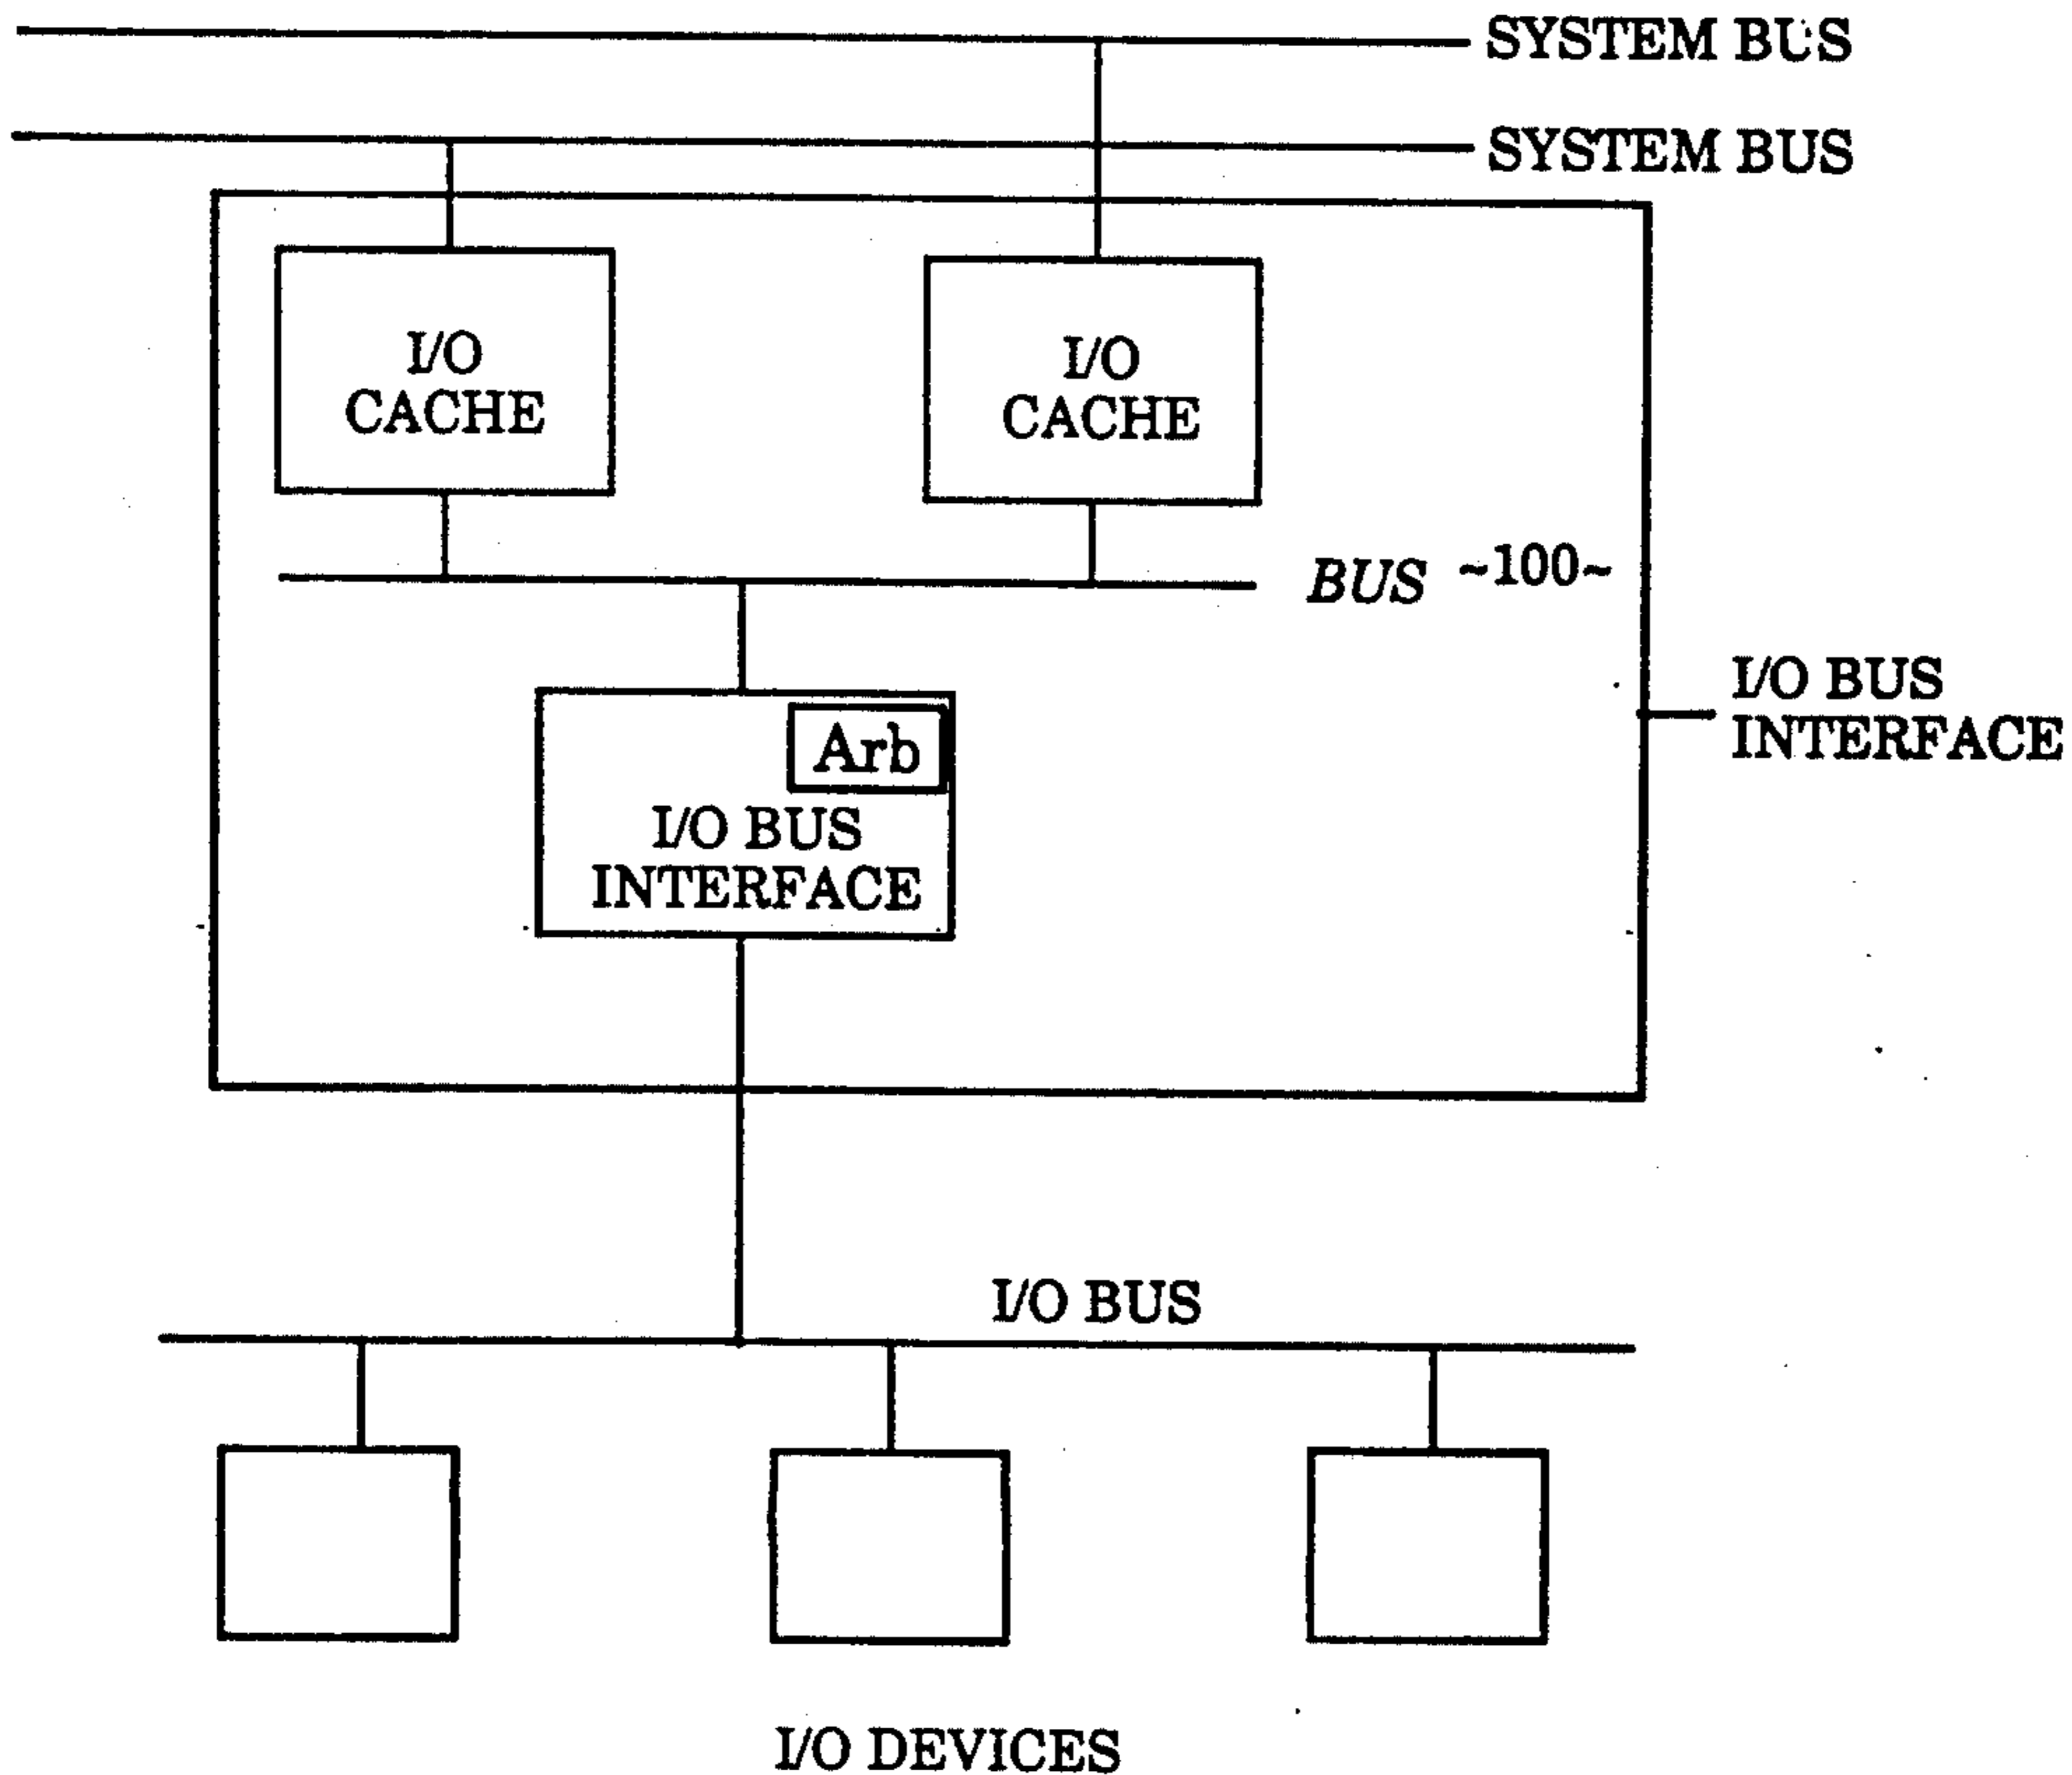 SYSTEM BUS
SYSTEM BUS
I/O
CACHE
I/O
CACHE
BUS ~100~
I/O BUS
INTERFACE
Arb
I/O BUS
INTERFACE
I/O BUS
I/O DEVICES